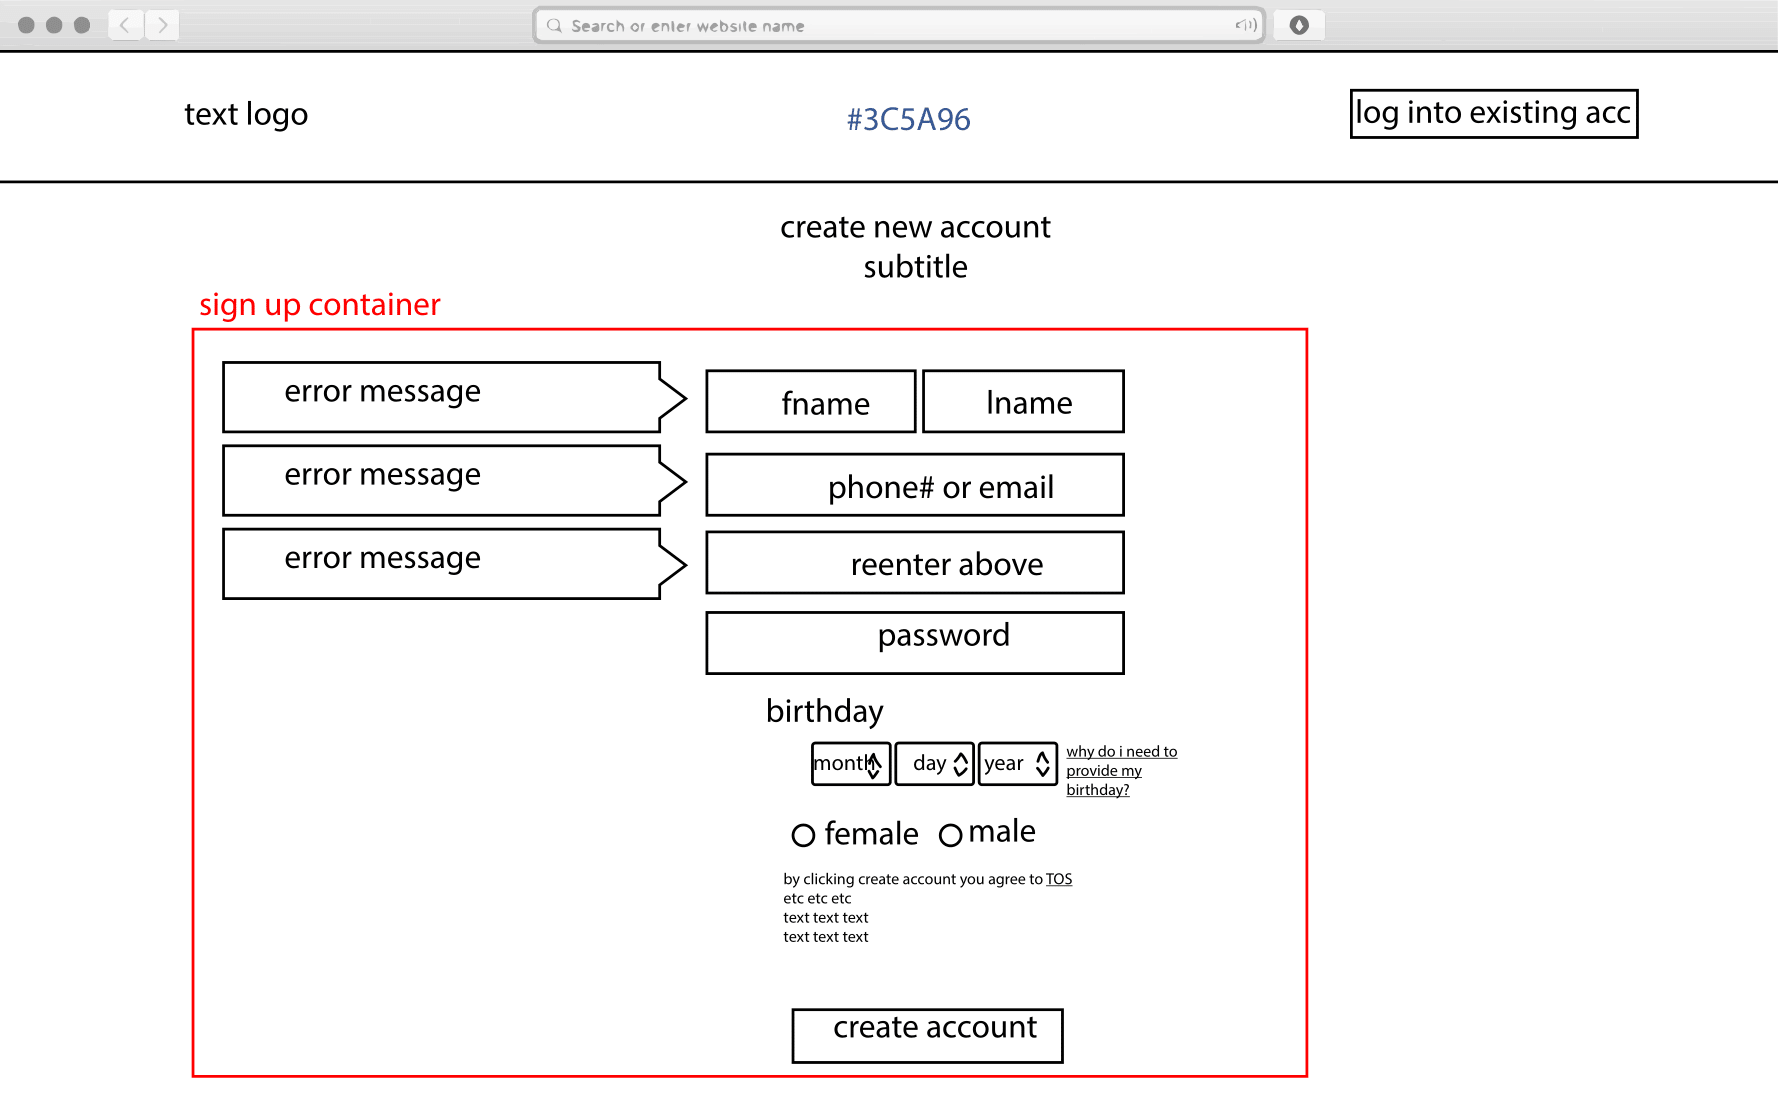 Search or enter website name
text logo
#3C5A96
log into existing acc
create new account
subtitle
sign up container
error message
fname
lname
error message
phone# or email
error message
reenter above
password
birthday
month
day
year
why do i need to
provide my
birthday?
female
male
by clicking create account you agree to TOS
etc etc etc
text text text
text text text
create account